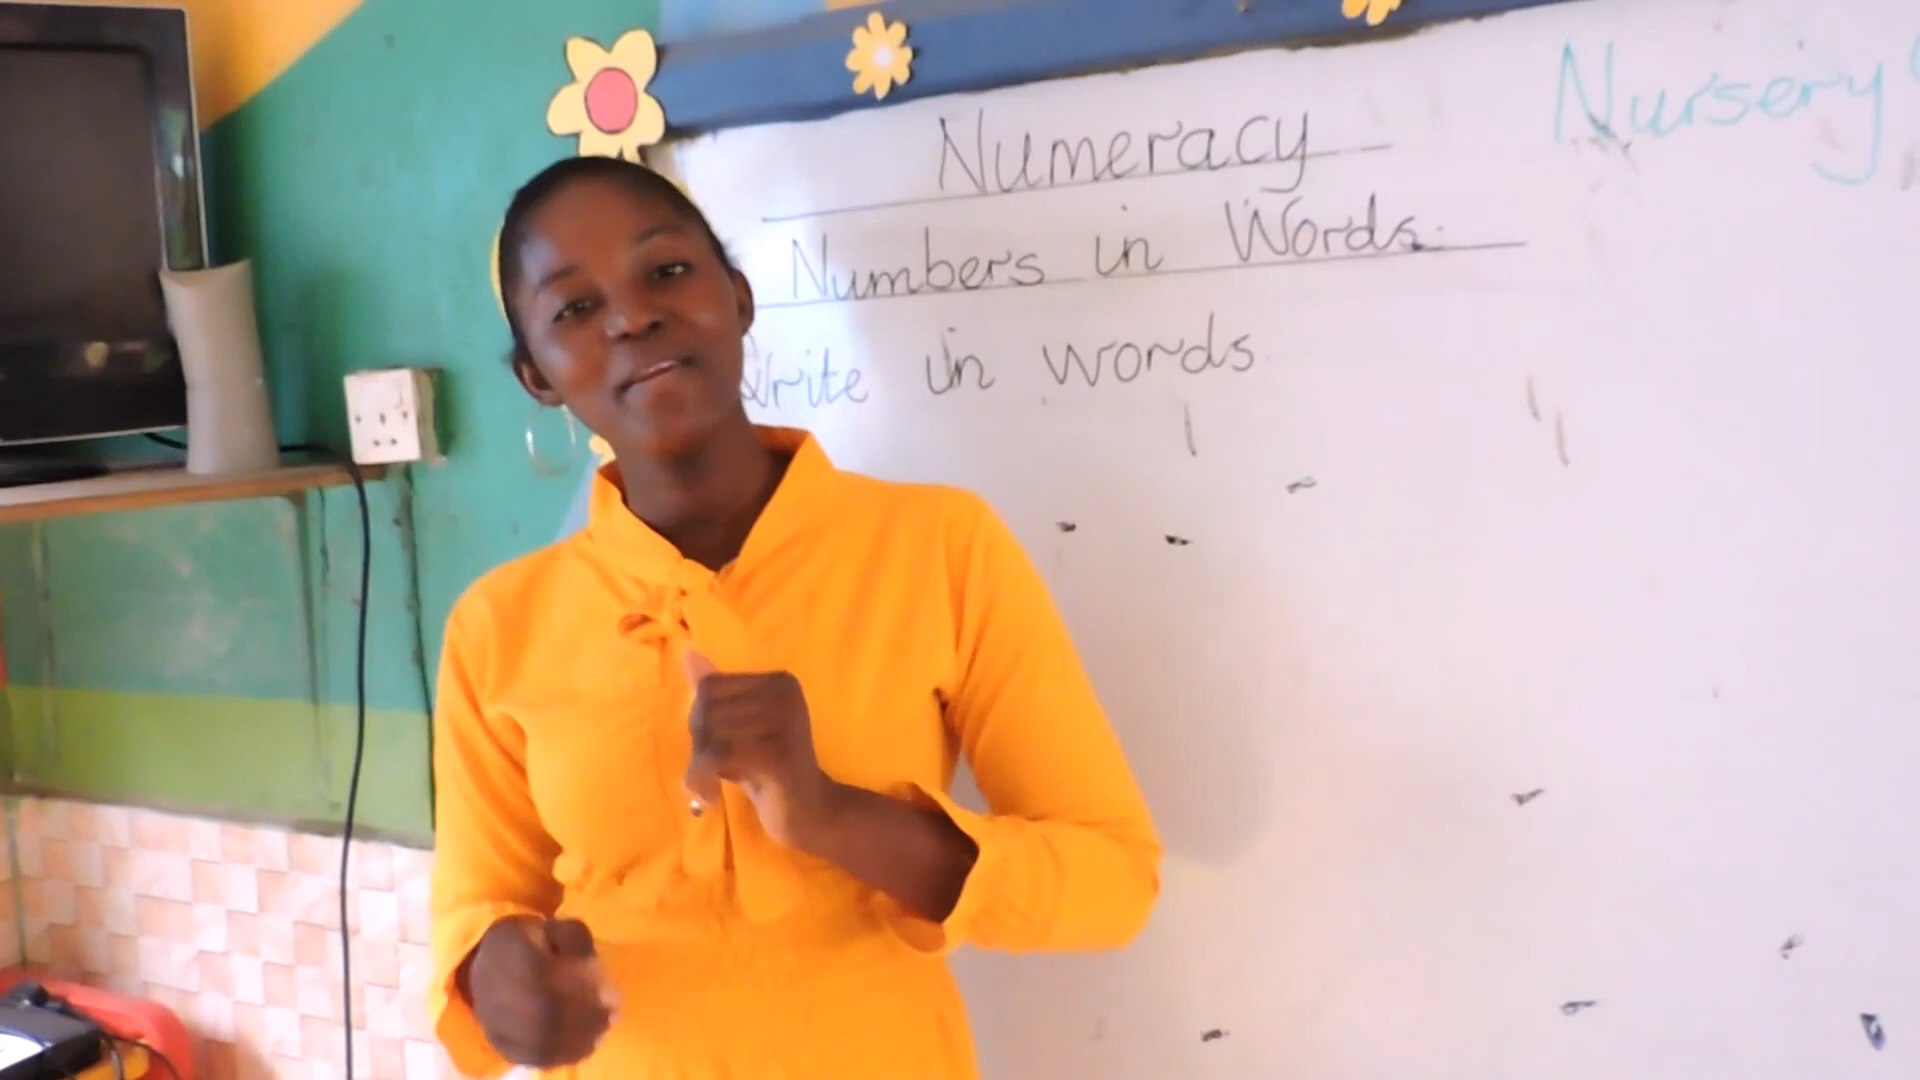 Nursery
Numeracy
Numbers in Words
Write in words